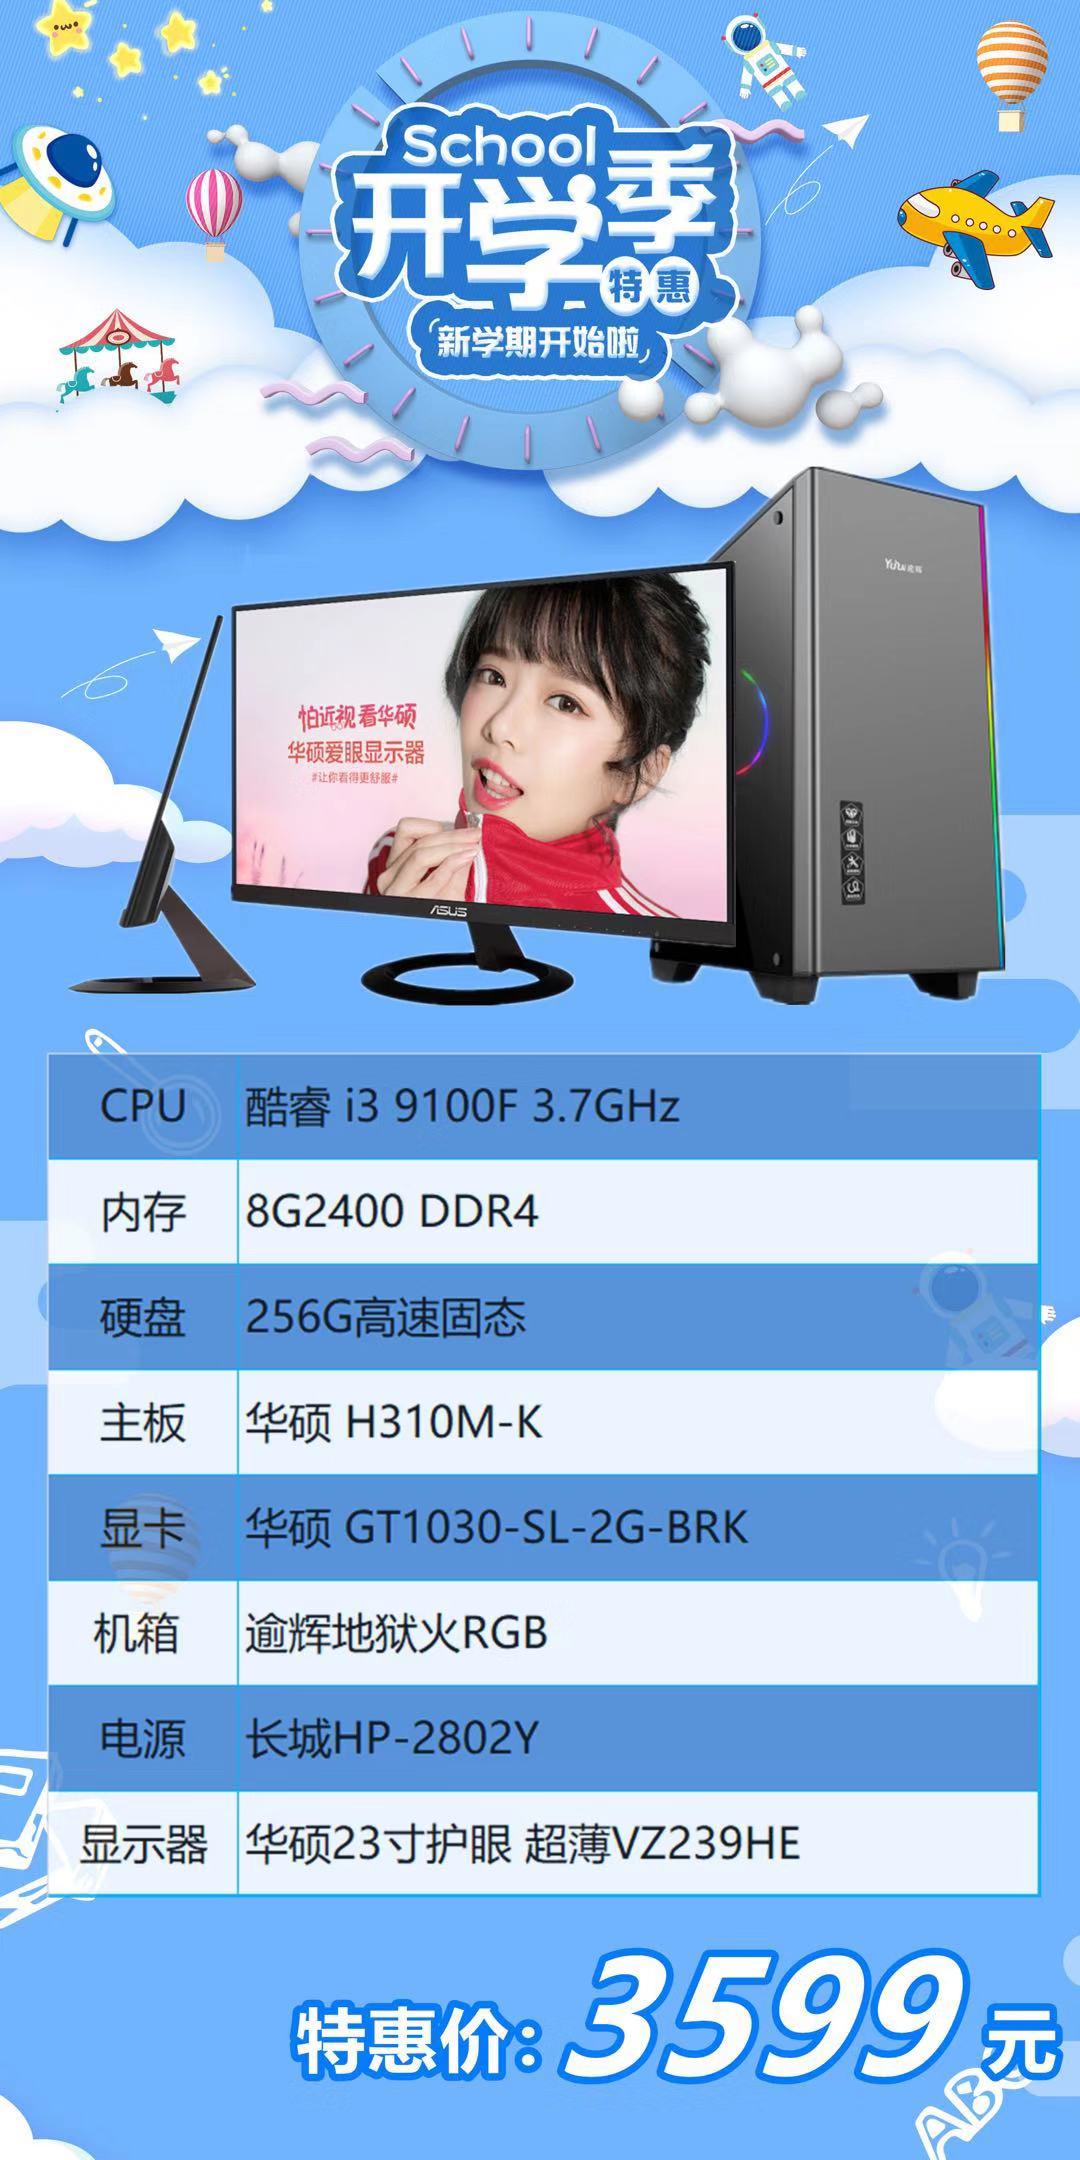 School
开学季
特惠
新学期开始啦
怕近视 看华硕
华硕爱眼显示器
#让你看得更舒服#
ASUS
CPU 酷睿 i3 9100F 3.7GHz
内存 8G2400 DDR4
硬盘 256G高速固态
主板 华硕 H310M-K
显卡 华硕 GT1030-SL-2G-BRK
机箱 逾辉地狱火RGB
电源 长城HP-2802Y
显示器 华硕23寸护眼 超薄VZ239HE
特惠价：3599 元
ABC